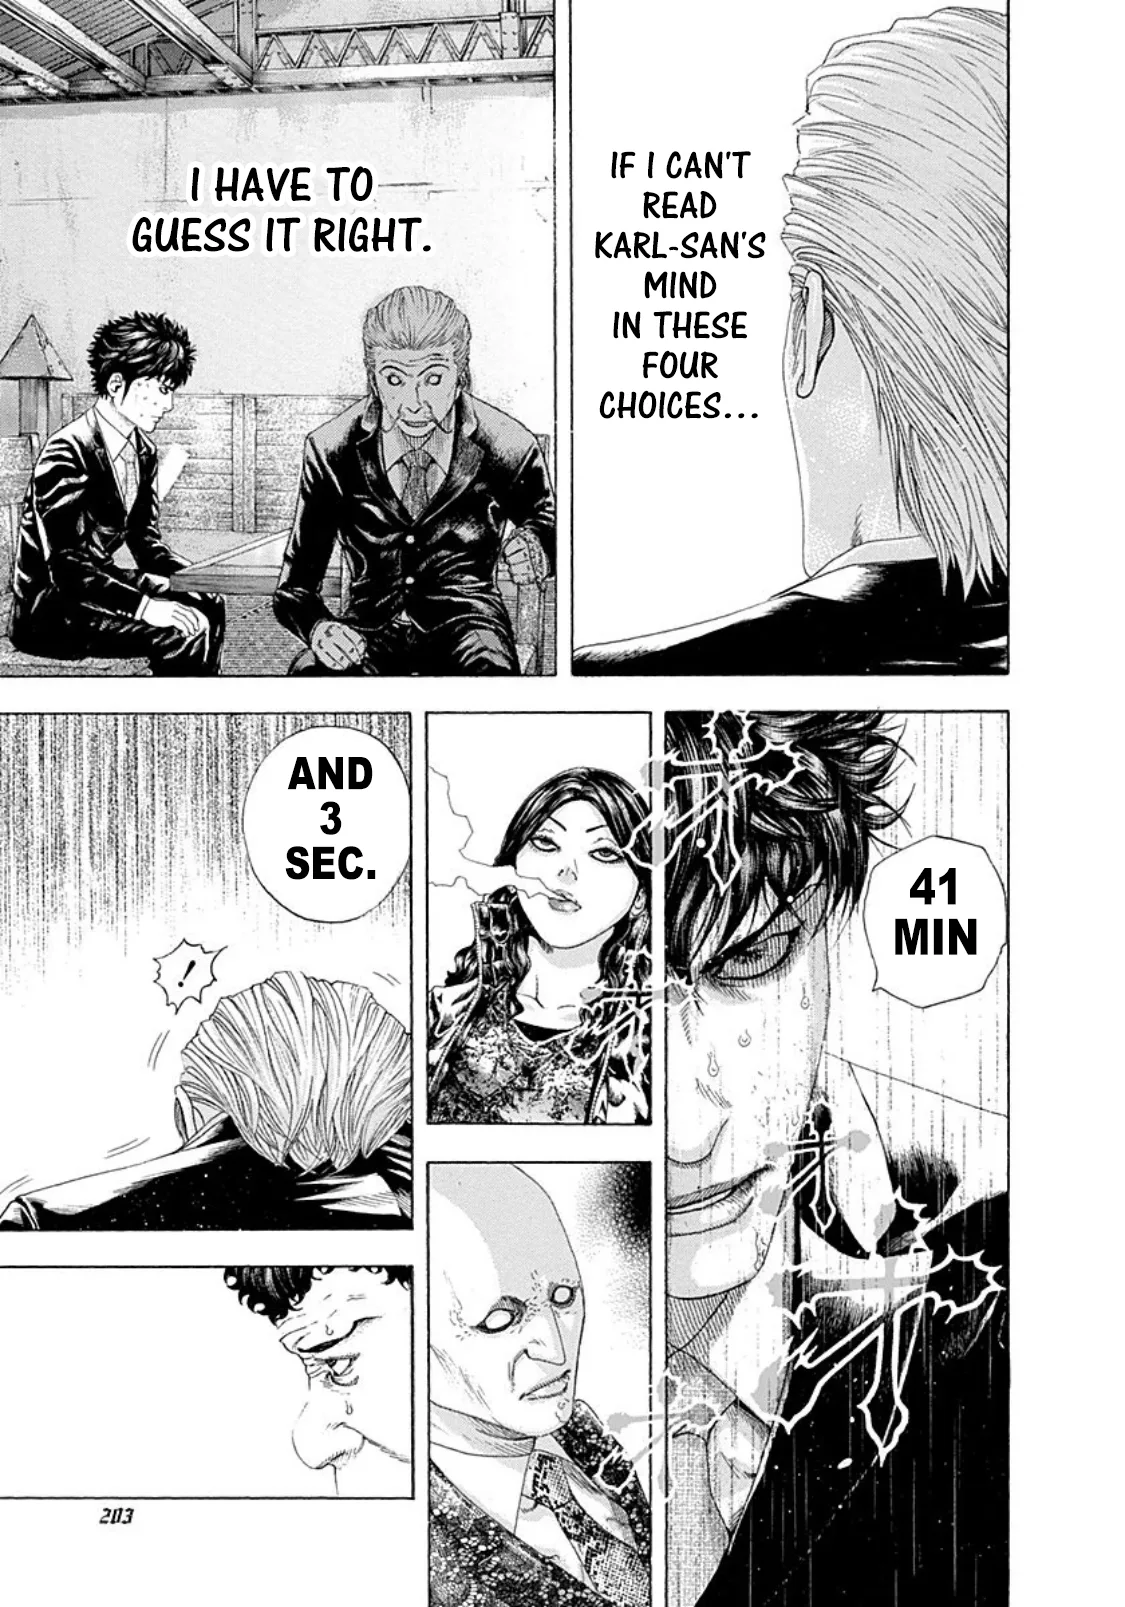 IF I CAN'T
READ
KARL-SAN'S
MIND
IN THESE
FOUR
CHOICES...
I HAVE TO
GUESS IT RIGHT.
41
MIN
AND
3
SEC.
!
203